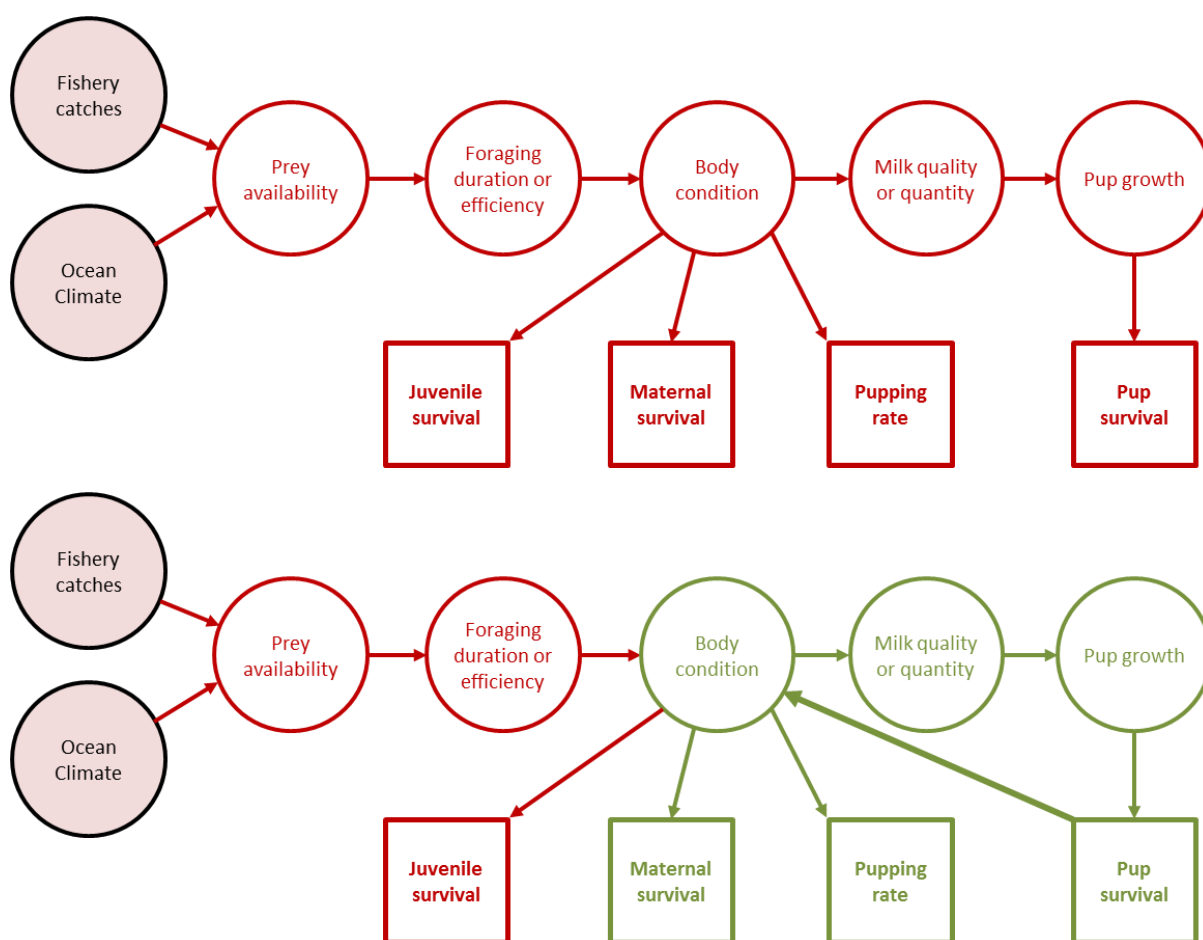 Fishery
catches
Prey
availability
Foraging
duration or
efficiency
Body
condition
Milk quality
or quantity
Pup growth
Ocean
Climate
Juvenile
survival
Maternal
survival
Pupping
rate
Pup
survival
Fishery
catches
Prey
availability
Foraging
duration or
efficiency
Body
condition
Milk quality
or quantity
Pup growth
Ocean
Climate
Juvenile
survival
Maternal
survival
Pupping
rate
Pup
survival